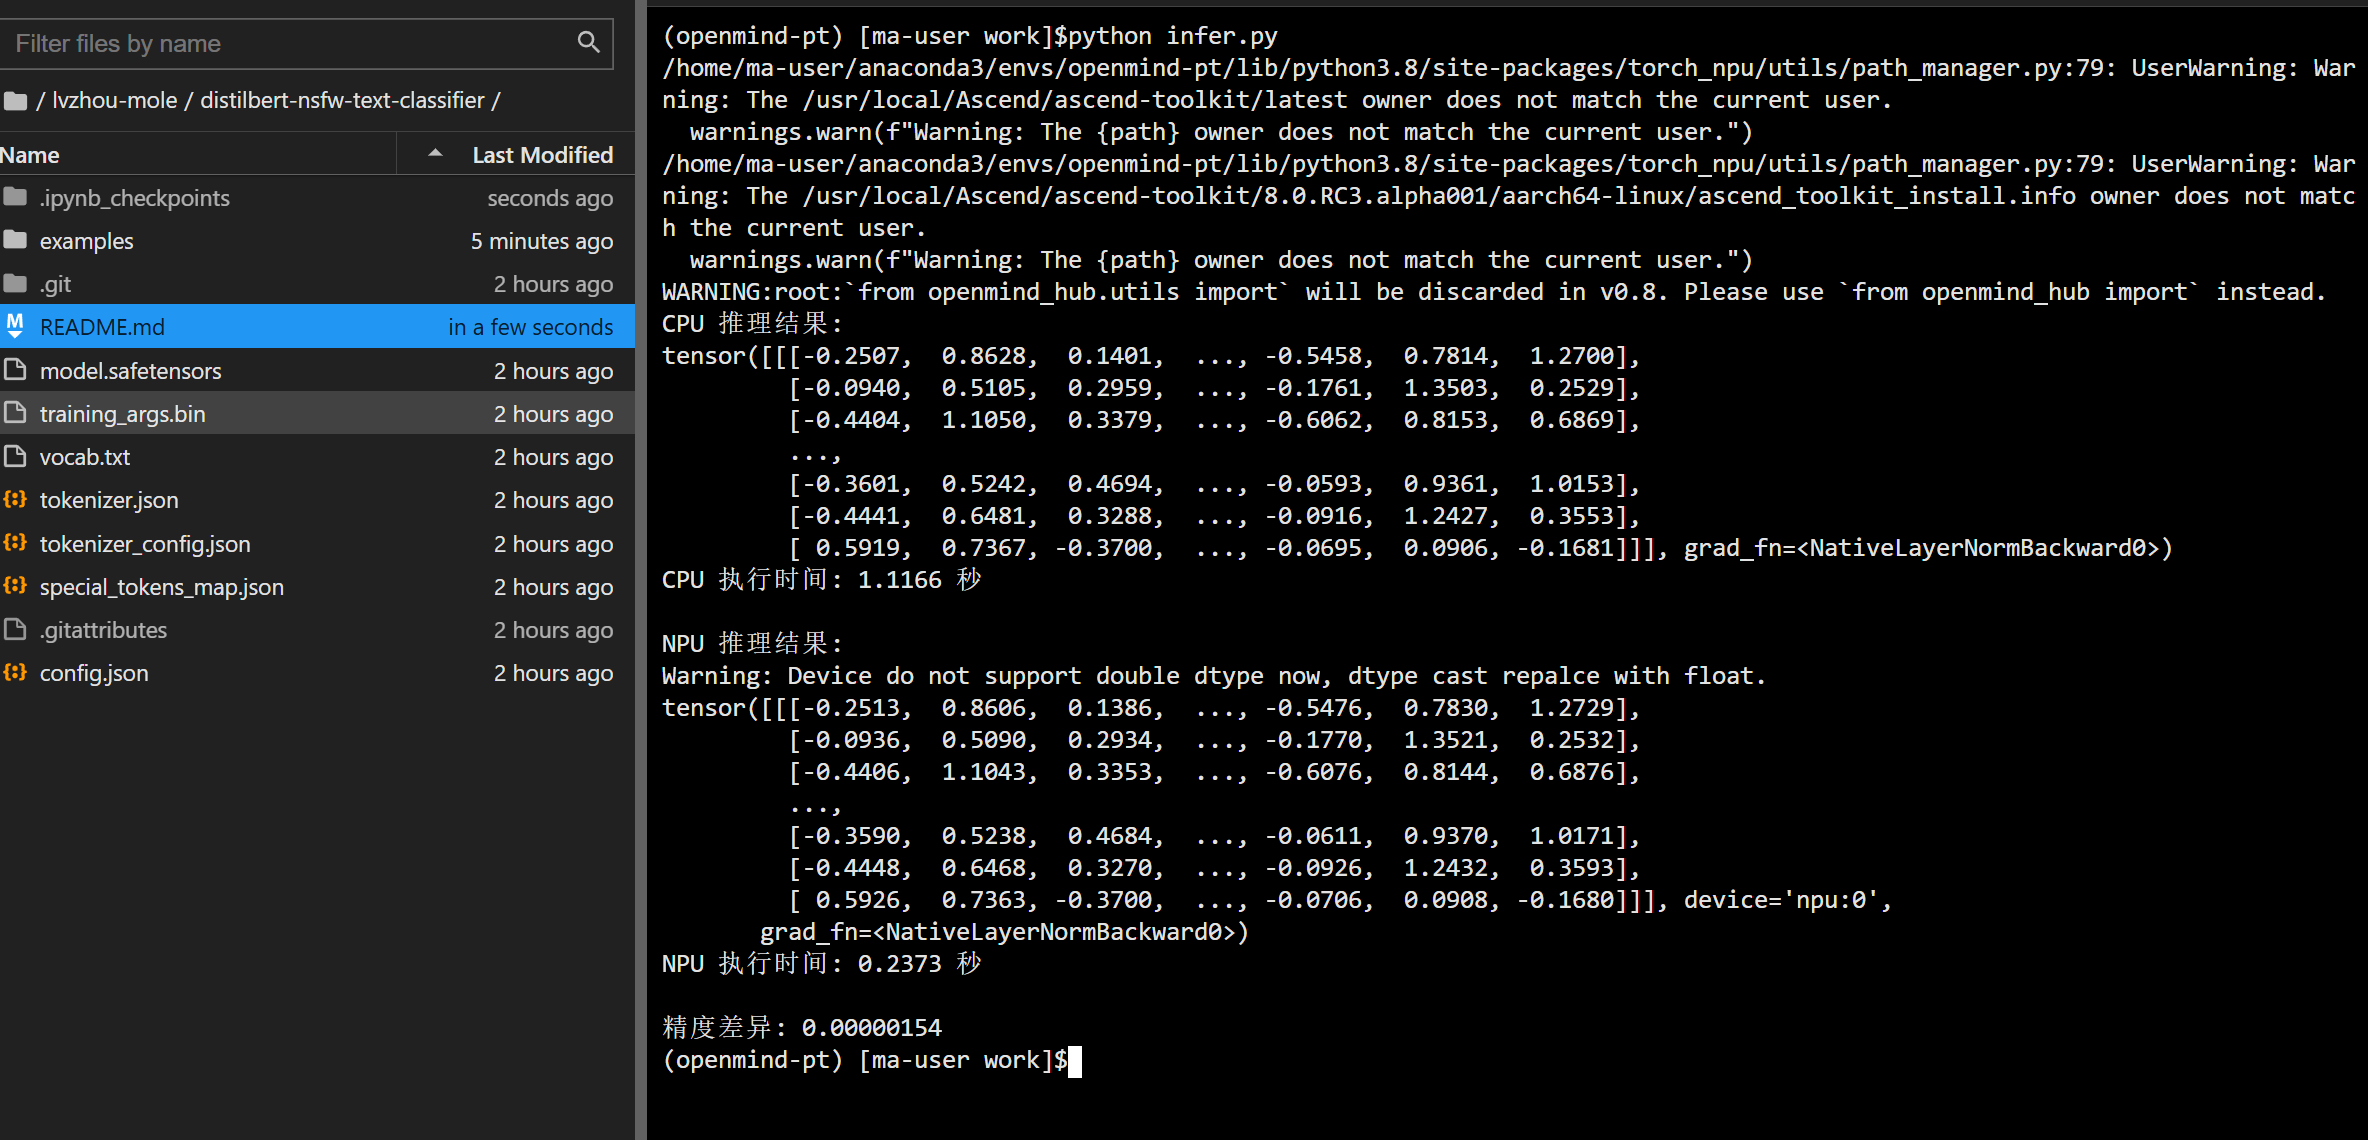 Filter files by name
/ lvzhou-mole / distilbert-nsfw-text-classifier /
Name Last Modified
.ipynb_checkpoints seconds ago
examples 5 minutes ago
.git 2 hours ago
README.md in a few seconds
model.safetensors 2 hours ago
training_args.bin 2 hours ago
vocab.txt 2 hours ago
tokenizer.json 2 hours ago
tokenizer_config.json 2 hours ago
special_tokens_map.json 2 hours ago
.gitattributes 2 hours ago
config.json 2 hours ago
(openmind-pt) [ma-user work]$python infer.py
/home/ma-user/anaconda3/envs/openmind-pt/lib/python3.8/site-packages/torch_npu/utils/path_manager.py:79: UserWarning: War
ning: The /usr/local/Ascend/ascend-toolkit/latest owner does not match the current user.
  warnings.warn(f"Warning: The {path} owner does not match the current user.")
/home/ma-user/anaconda3/envs/openmind-pt/lib/python3.8/site-packages/torch_npu/utils/path_manager.py:79: UserWarning: War
ning: The /usr/local/Ascend/ascend-toolkit/8.0.RC3.alpha001/aarch64-linux/ascend_toolkit_install.info owner does not matc
h the current user.
  warnings.warn(f"Warning: The {path} owner does not match the current user.")
WARNING:root:`from openmind_hub.utils import` will be discarded in v0.8. Please use `from openmind_hub import` instead.
CPU 推理结果:
tensor([[[-0.2507,  0.8628,  0.1401,  ..., -0.5458,  0.7814,  1.2700],
         [-0.0940,  0.5105,  0.2959,  ..., -0.1761,  1.3503,  0.2529],
         [-0.4404,  1.1050,  0.3379,  ..., -0.6062,  0.8153,  0.6869],
         ...,
         [-0.3601,  0.5242,  0.4694,  ..., -0.0593,  0.9361,  1.0153],
         [-0.4441,  0.6481,  0.3288,  ..., -0.0916,  1.2427,  0.3553],
         [ 0.5919,  0.7367, -0.3700,  ..., -0.0695,  0.0906, -0.1681]]], grad_fn=<NativeLayerNormBackward0>)
CPU 执行时间: 1.1166 秒
NPU 推理结果:
Warning: Device do not support double dtype now, dtype cast repalce with float.
tensor([[[-0.2513,  0.8606,  0.1386,  ..., -0.5476,  0.7830,  1.2729],
         [-0.0936,  0.5090,  0.2934,  ..., -0.1770,  1.3521,  0.2532],
         [-0.4406,  1.1043,  0.3353,  ..., -0.6076,  0.8144,  0.6876],
         ...,
         [-0.3590,  0.5238,  0.4684,  ..., -0.0611,  0.9370,  1.0171],
         [-0.4448,  0.6468,  0.3270,  ..., -0.0926,  1.2432,  0.3593],
         [ 0.5926,  0.7363, -0.3700,  ..., -0.0706,  0.0908, -0.1680]]], device='npu:0',
       grad_fn=<NativeLayerNormBackward0>)
NPU 执行时间: 0.2373 秒
精度差异: 0.00000154
(openmind-pt) [ma-user work]$